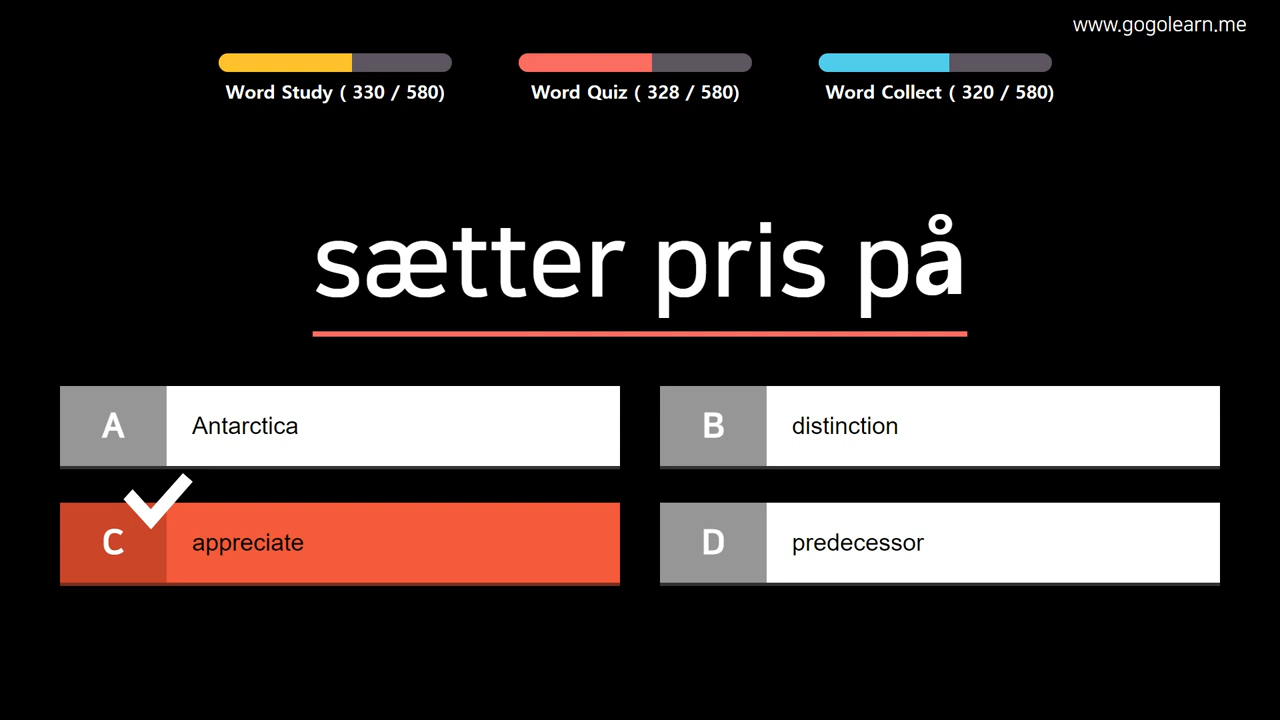 www.gogolearn.me
Word Study ( 330 / 580)
Word Quiz ( 328 / 580)
Word Collect ( 320 / 580)
sætter pris på
A
Antarctica
B
distinction
C
appreciate
D
predecessor